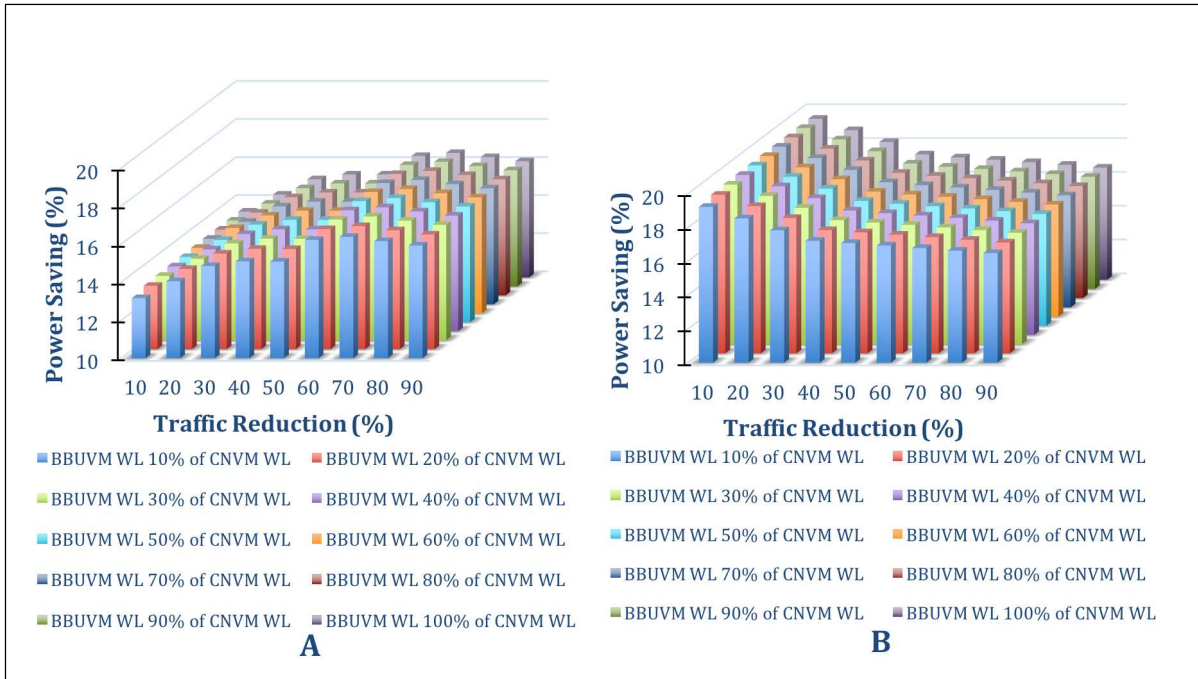 Power Saving (%)
20
18
16
14
12
10
10 20 30 40 50 60 70 80 90
Traffic Reduction (%)
BBUVM WL 10% of CNVM WL
BBUVM WL 20% of CNVM WL
BBUVM WL 30% of CNVM WL
BBUVM WL 40% of CNVM WL
BBUVM WL 50% of CNVM WL
BBUVM WL 60% of CNVM WL
BBUVM WL 70% of CNVM WL
BBUVM WL 80% of CNVM WL
BBUVM WL 90% of CNVM WL
BBUVM WL 100% of CNVM WL
A
Power Saving (%)
20
18
16
14
12
10
10 20 30 40 50 60 70 80 90
Traffic Reduction (%)
BBUVM WL 10% of CNVM WL
BBUVM WL 20% of CNVM WL
BBUVM WL 30% of CNVM WL
BBUVM WL 40% of CNVM WL
BBUVM WL 50% of CNVM WL
BBUVM WL 60% of CNVM WL
BBUVM WL 70% of CNVM WL
BBUVM WL 80% of CNVM WL
BBUVM WL 90% of CNVM WL
BBUVM WL 100% of CNVM WL
B